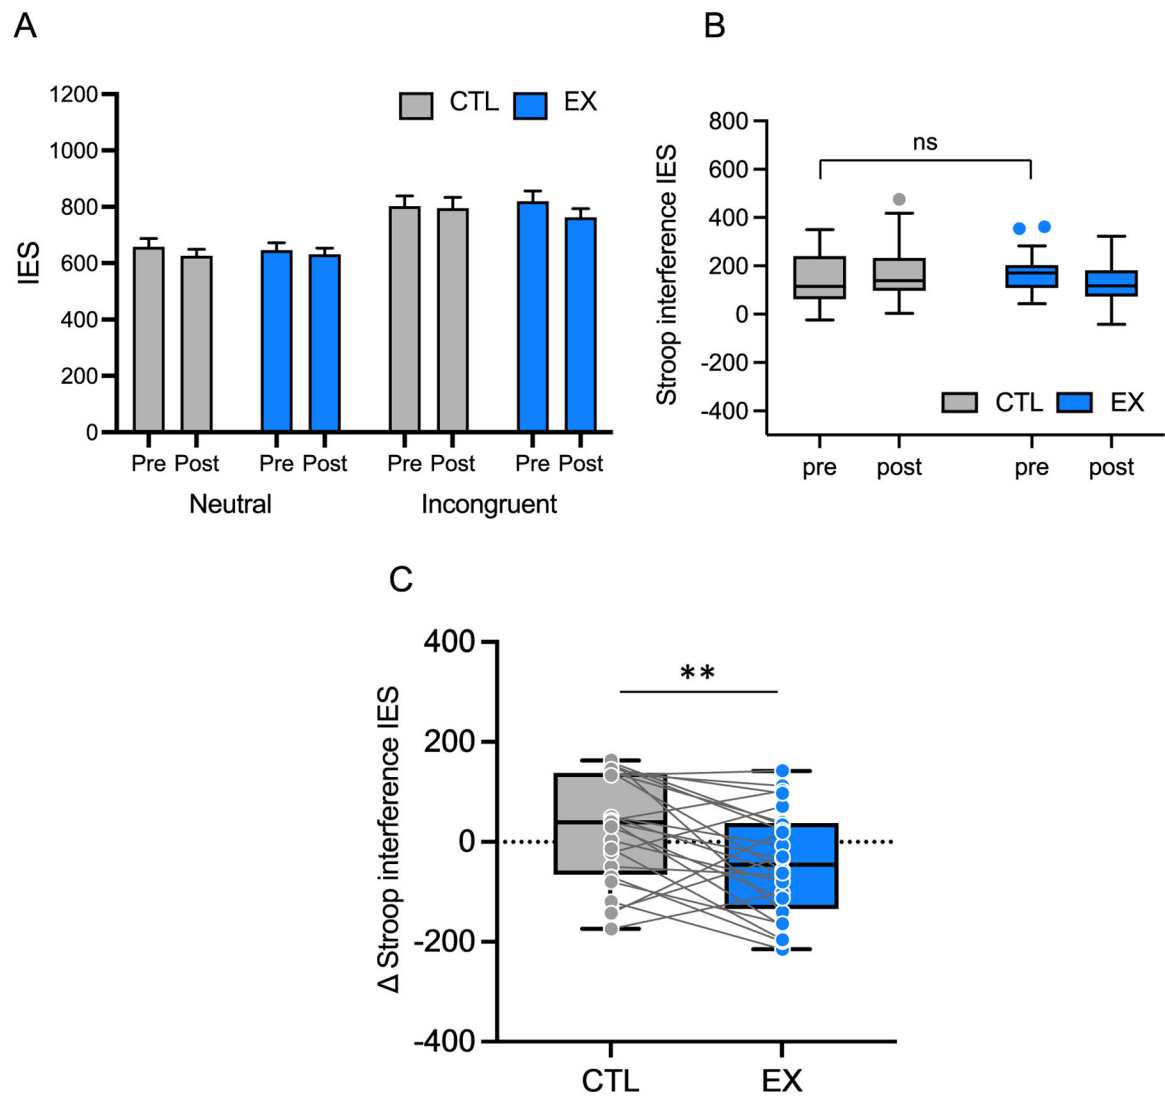 A
1200
1000
800
600
400
200
0
IES
CTL EX
Pre Post Pre Post Pre Post Pre Post
Neutral Incongruent
B
800
600
400
200
0
-200
-400
Stroop interference IES
ns
CTL EX
pre post pre post
C
400
200
0
-200
-400
Δ Stroop interference IES
**
CTL EX